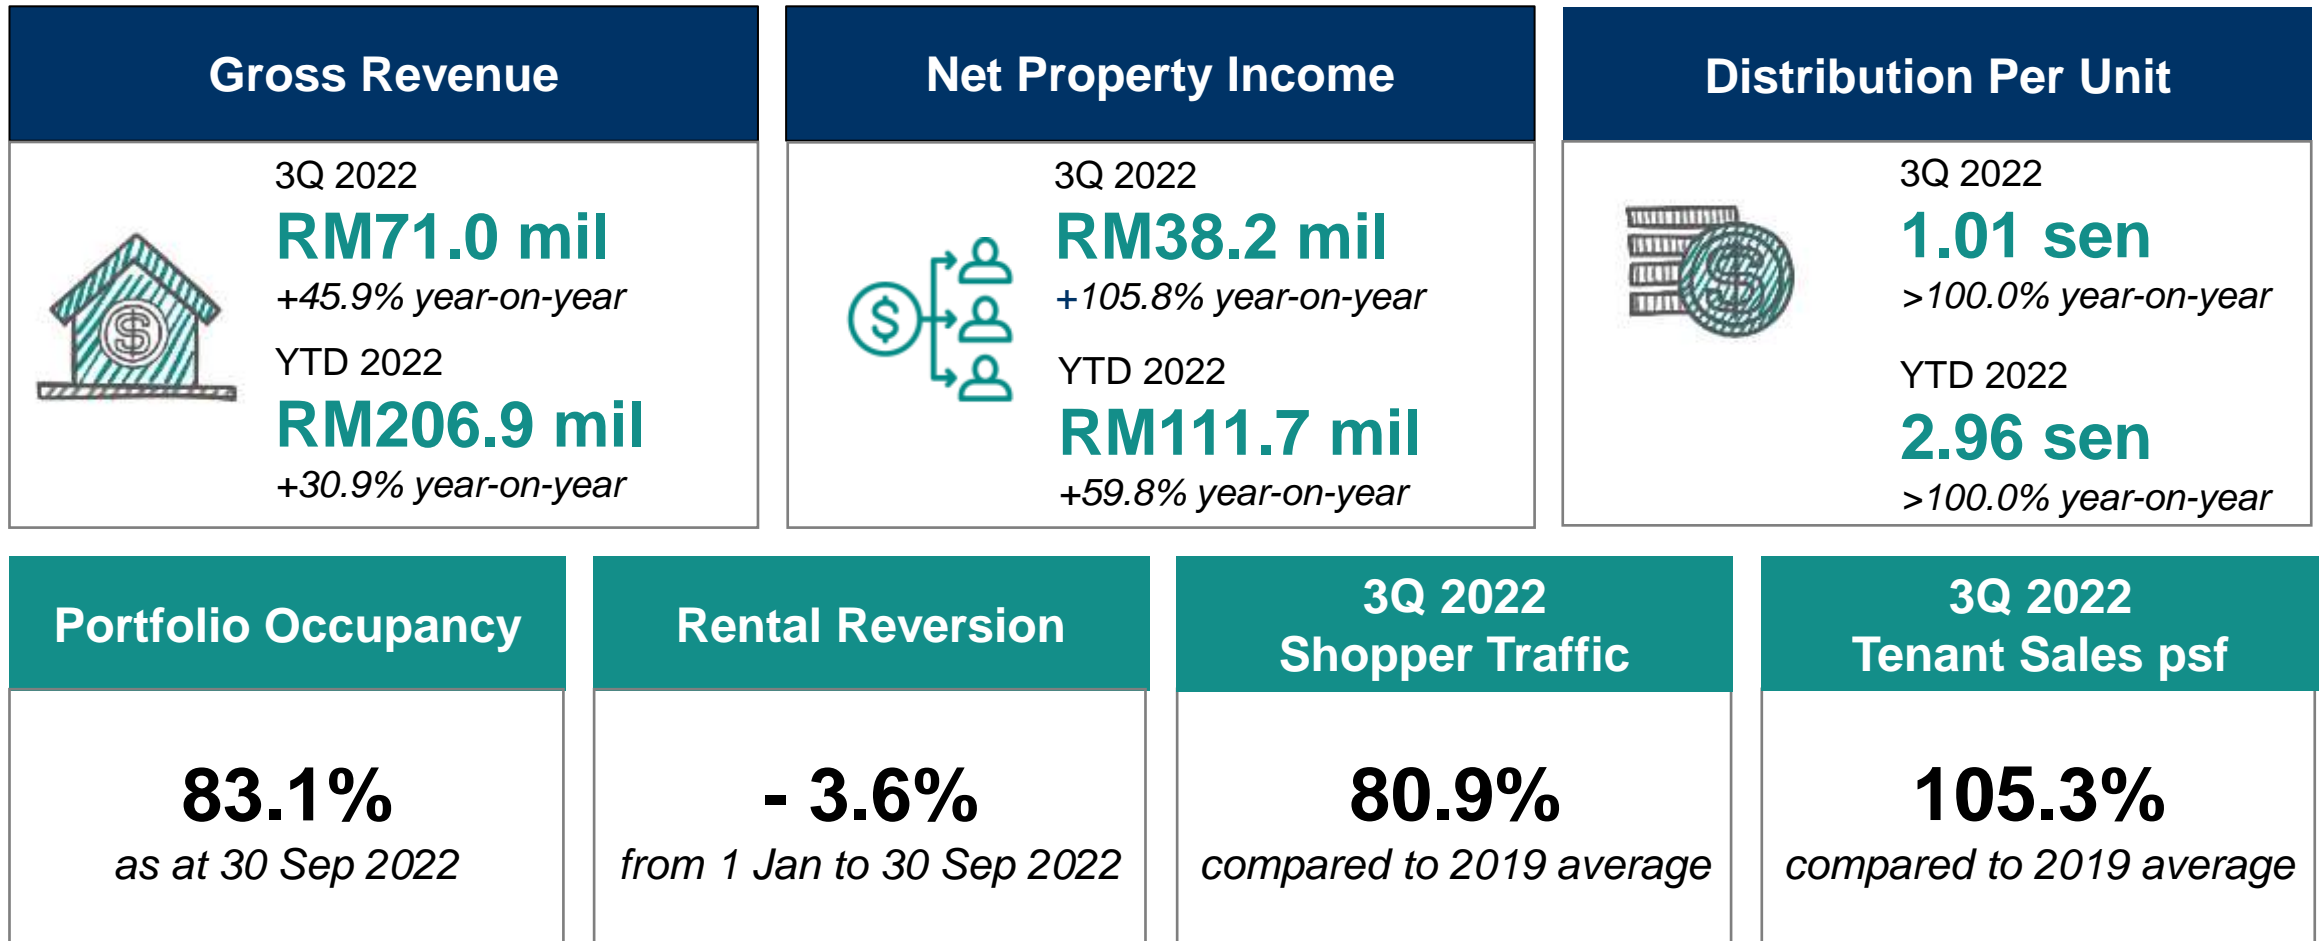 Gross Revenue
3Q 2022
RM71.0 mil
+45.9% year-on-year
YTD 2022
RM206.9 mil
+30.9% year-on-year
Net Property Income
3Q 2022
RM38.2 mil
+105.8% year-on-year
YTD 2022
RM111.7 mil
+59.8% year-on-year
Distribution Per Unit
3Q 2022
1.01 sen
>100.0% year-on-year
YTD 2022
2.96 sen
>100.0% year-on-year
Portfolio Occupancy
83.1%
as at 30 Sep 2022
Rental Reversion
- 3.6%
from 1 Jan to 30 Sep 2022
3Q 2022
Shopper Traffic
80.9%
compared to 2019 average
3Q 2022
Tenant Sales psf
105.3%
compared to 2019 average